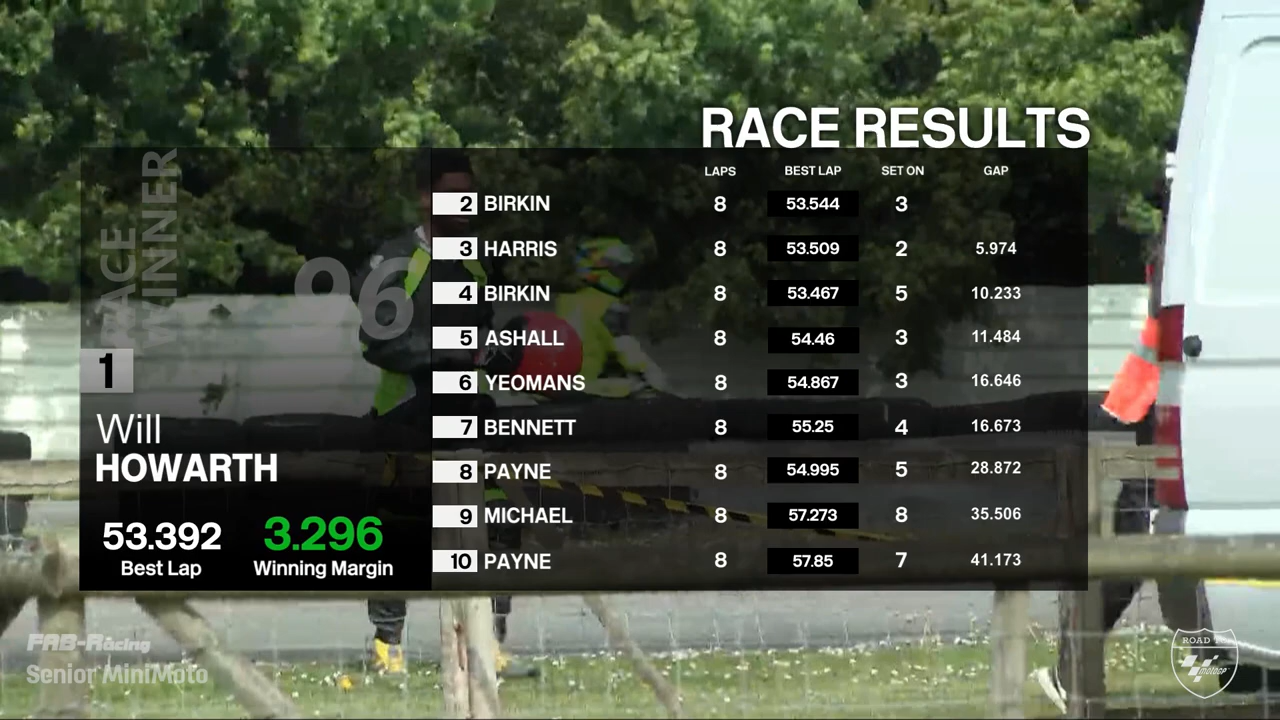 RACE RESULTS
RACE
WINNER
96
1
Will
HOWARTH
53.392 3.296
Best Lap Winning Margin
LAPS BEST LAP SET ON GAP
2 BIRKIN 8 53.544 3
3 HARRIS 8 53.509 2 5.974
4 BIRKIN 8 53.467 5 10.233
5 ASHALL 8 54.46 3 11.484
6 YEOMANS 8 54.867 3 16.646
7 BENNETT 8 55.25 4 16.673
8 PAYNE 8 54.995 5 28.872
9 MICHAEL 8 57.273 8 35.506
10 PAYNE 8 57.85 7 41.173
FAB-Racing
Senior MiniMoto
ROAD TO
motogp